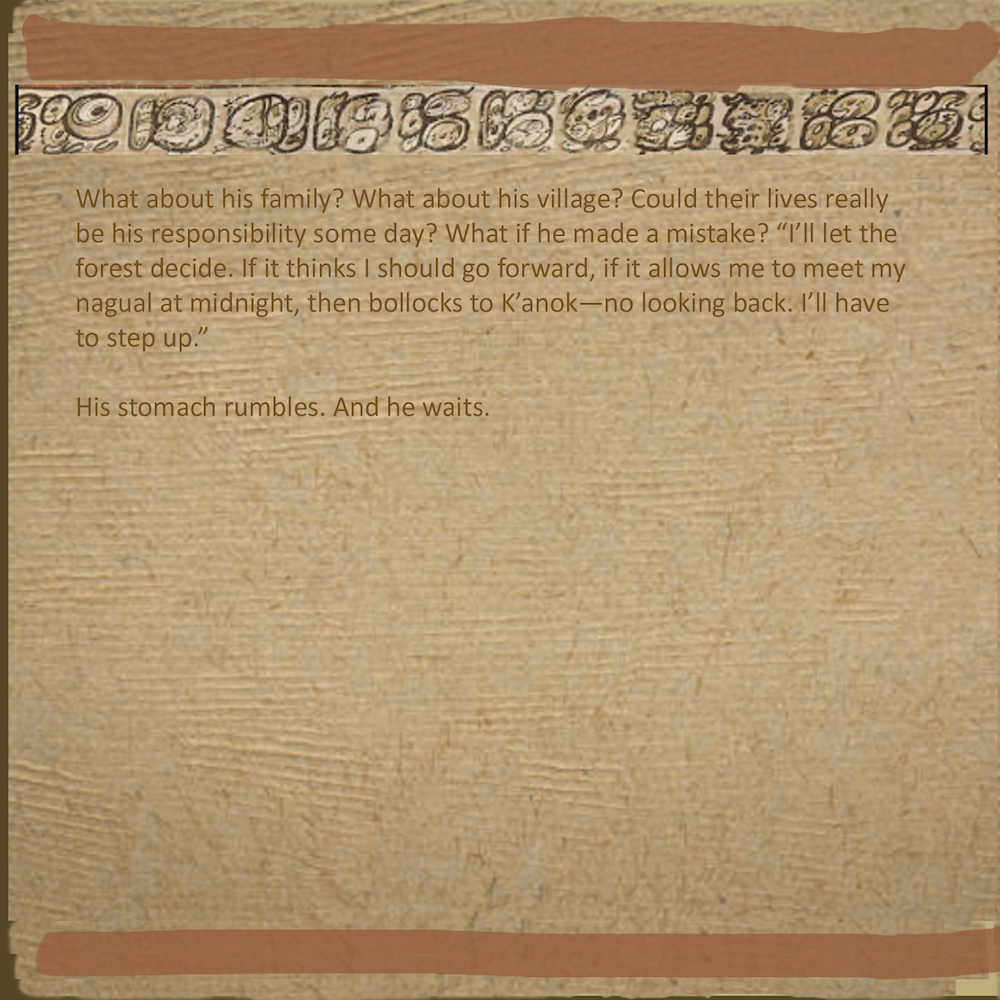 What about his family? What about his village? Could their lives really
be his responsibility some day? What if he made a mistake? “I’ll let the
forest decide. If it thinks I should go forward, if it allows me to meet my
nagual at midnight, then bollocks to K’anok—no looking back. I’ll have
to step up.”
His stomach rumbles. And he waits.